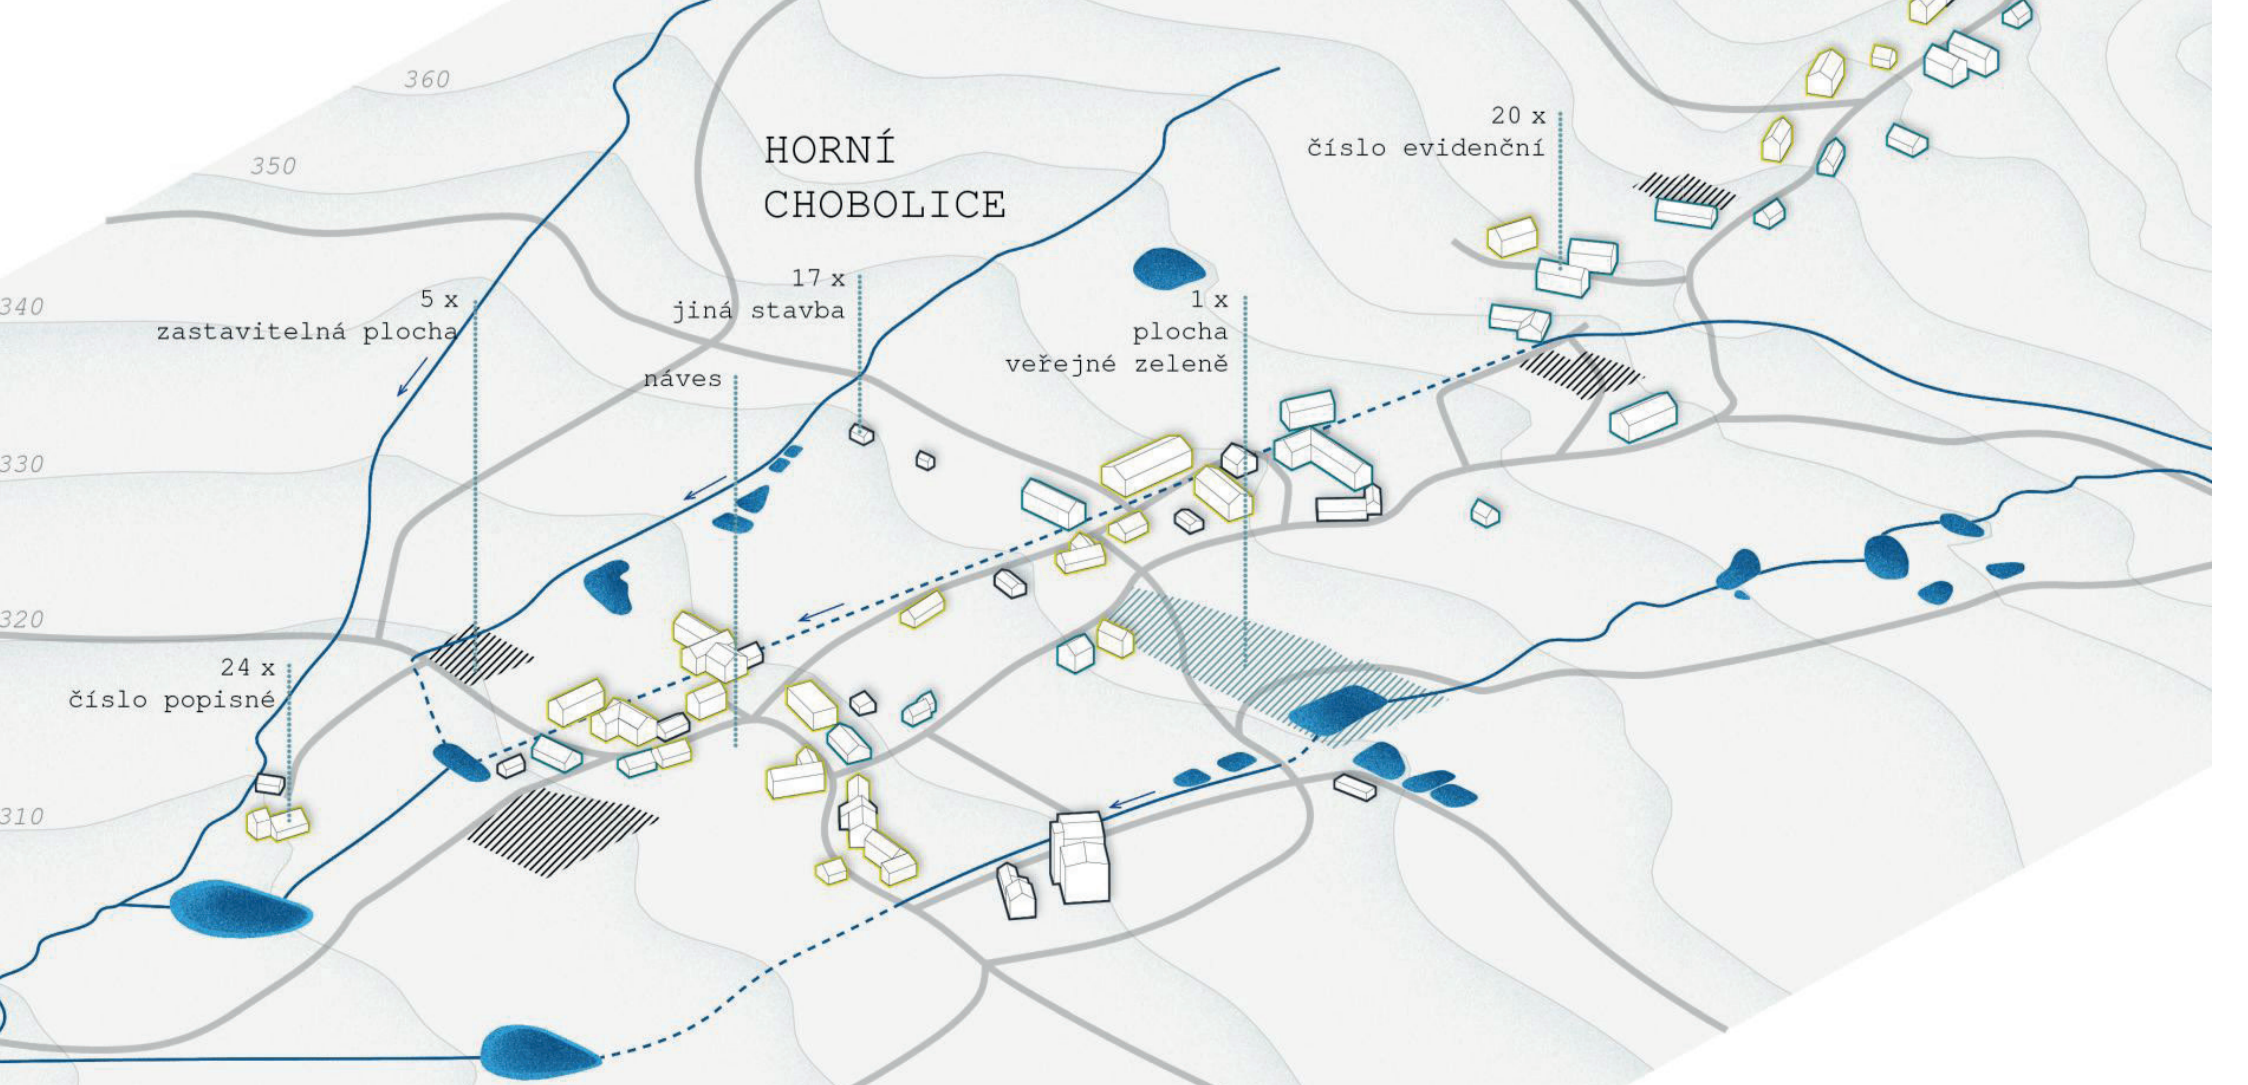 360
350
340
330
320
310
HORNÍ
CHOBOLICE
20 x
číslo evidenční
17 x
jiná stavba
5 x
zastavitelná plocha
1 x
plocha
veřejné zeleně
náves
24 x
číslo popisné